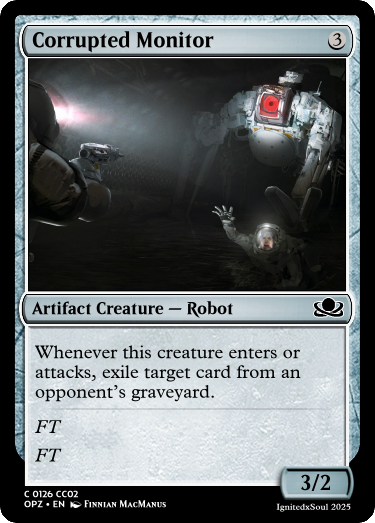 Corrupted Monitor 3
Artifact Creature — Robot
Whenever this creature enters or
attacks, exile target card from an
opponent's graveyard.
FT
FT
3/2
C 0126 CC02
OPZ • EN Finnian MacManus
IgnitedxSoul 2025